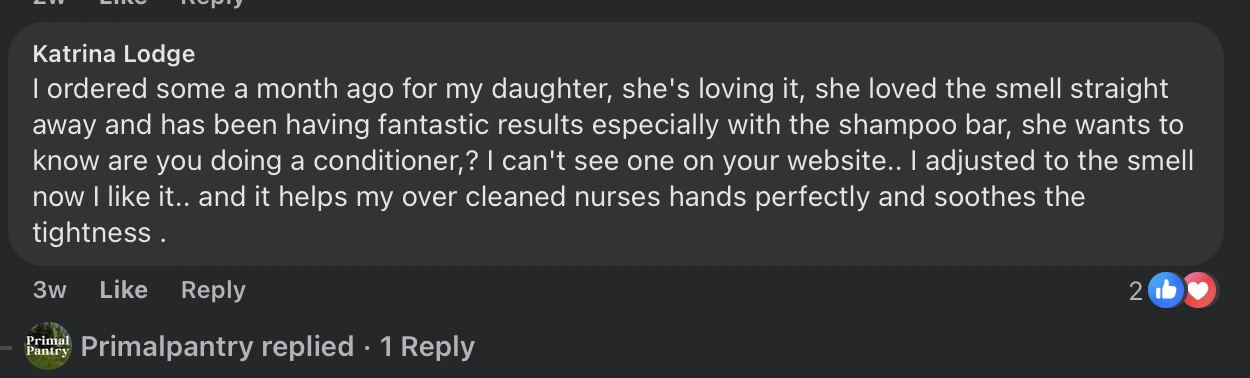 2w Like Reply
Katrina Lodge
I ordered some a month ago for my daughter, she's loving it, she loved the smell straight
away and has been having fantastic results especially with the shampoo bar, she wants to
know are you doing a conditioner,? I can't see one on your website.. I adjusted to the smell
now I like it.. and it helps my over cleaned nurses hands perfectly and soothes the
tightness .
3w Like Reply 2
Primal
Pantry
Primalpantry replied · 1 Reply